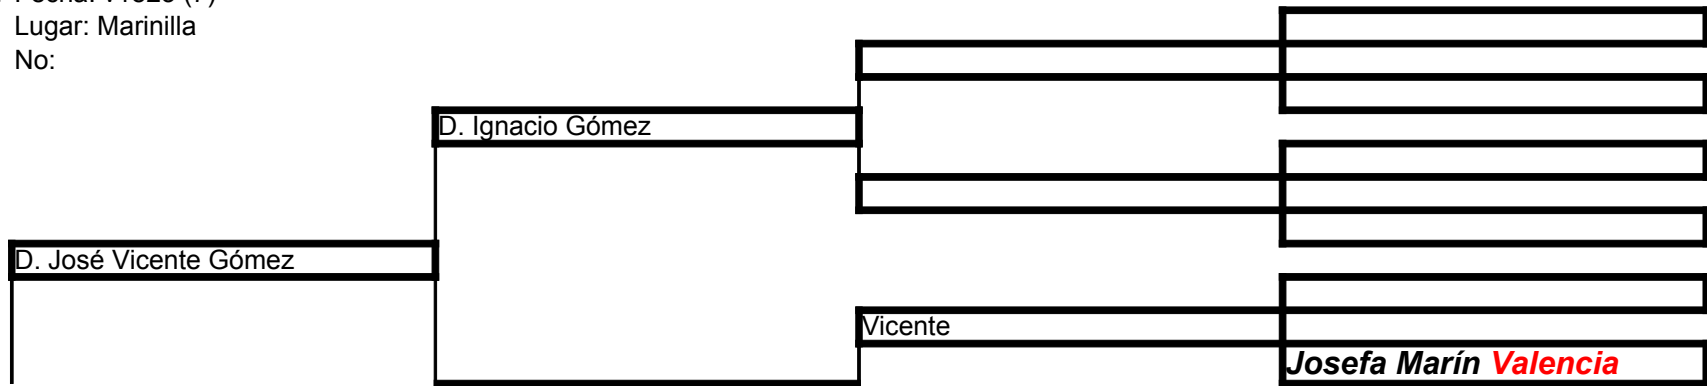 Lugar: Marinilla
No:
D. Ignacio Gómez
D. José Vicente Gómez
Vicente
Josefa Marín Valencia